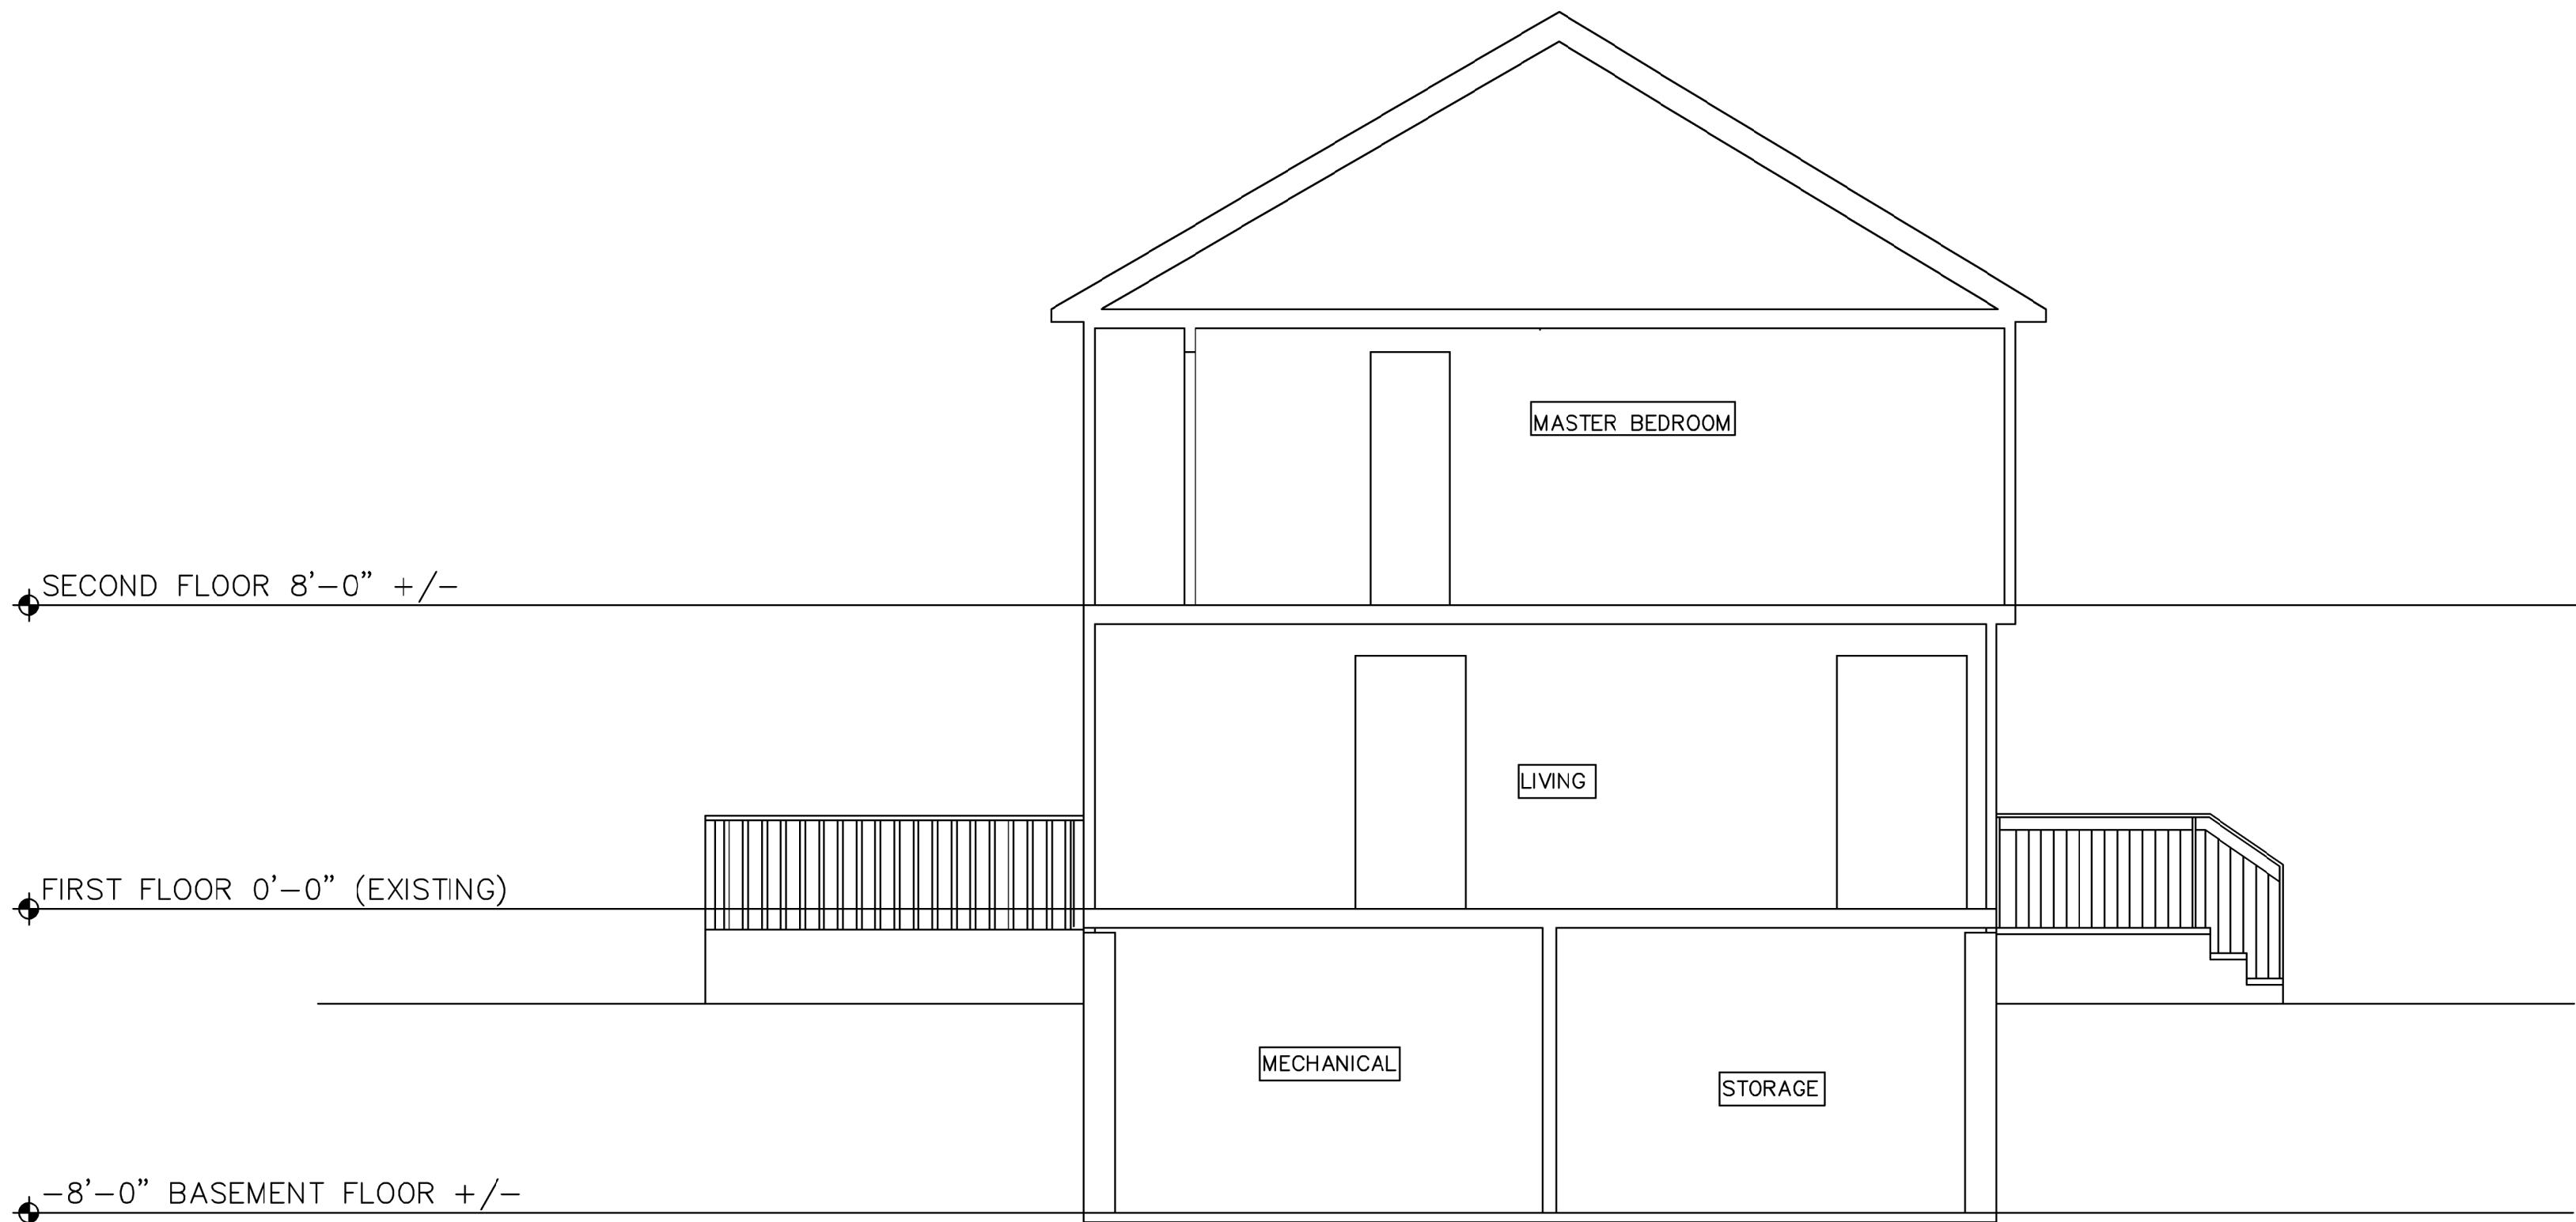 MASTER BEDROOM
SECOND FLOOR 8'-0" +/-
LIVING
FIRST FLOOR 0'-0" (EXISTING)
MECHANICAL
STORAGE
-8'-0" BASEMENT FLOOR +/-